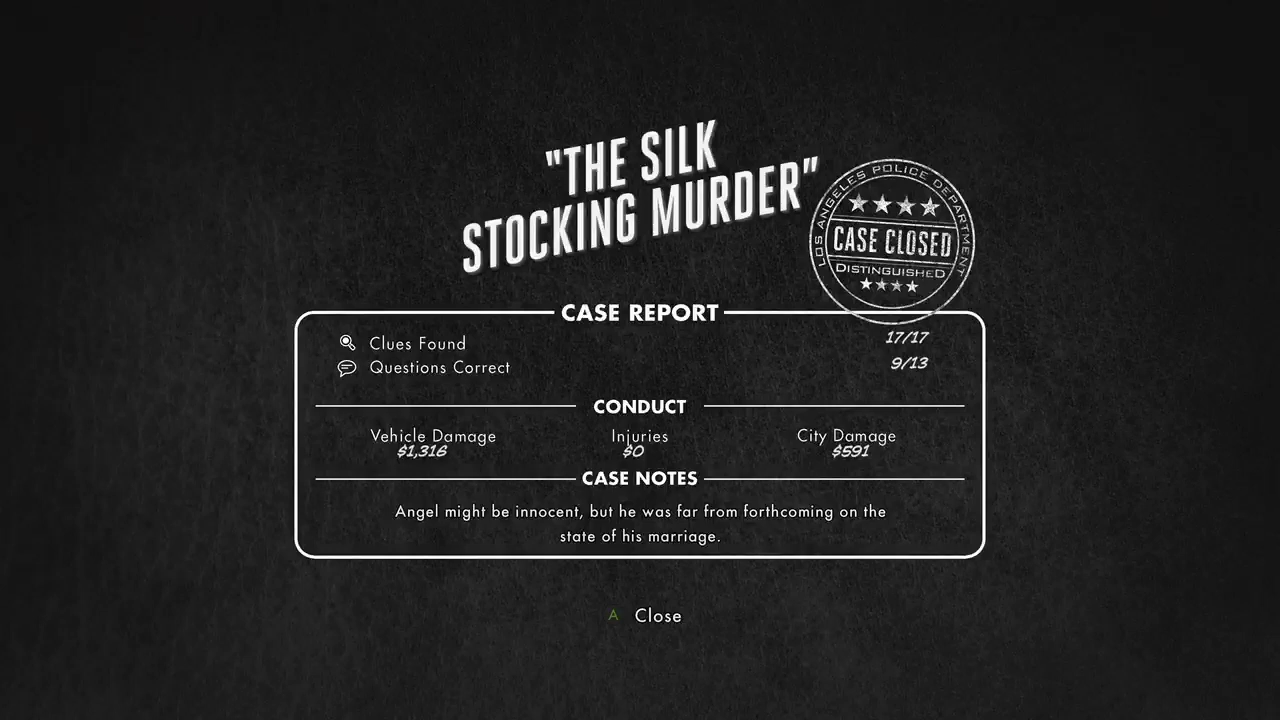 "THE SILK
STOCKING MURDER"
LOS ANGELES POLICE DEPARTMENT
CASE CLOSED
DISTINGUISHED
CASE REPORT
Clues Found 17/17
Questions Correct 9/13
CONDUCT
Vehicle Damage Injuries City Damage
$1,316 $0 $591
CASE NOTES
Angel might be innocent, but he was far from forthcoming on the
state of his marriage.
A Close